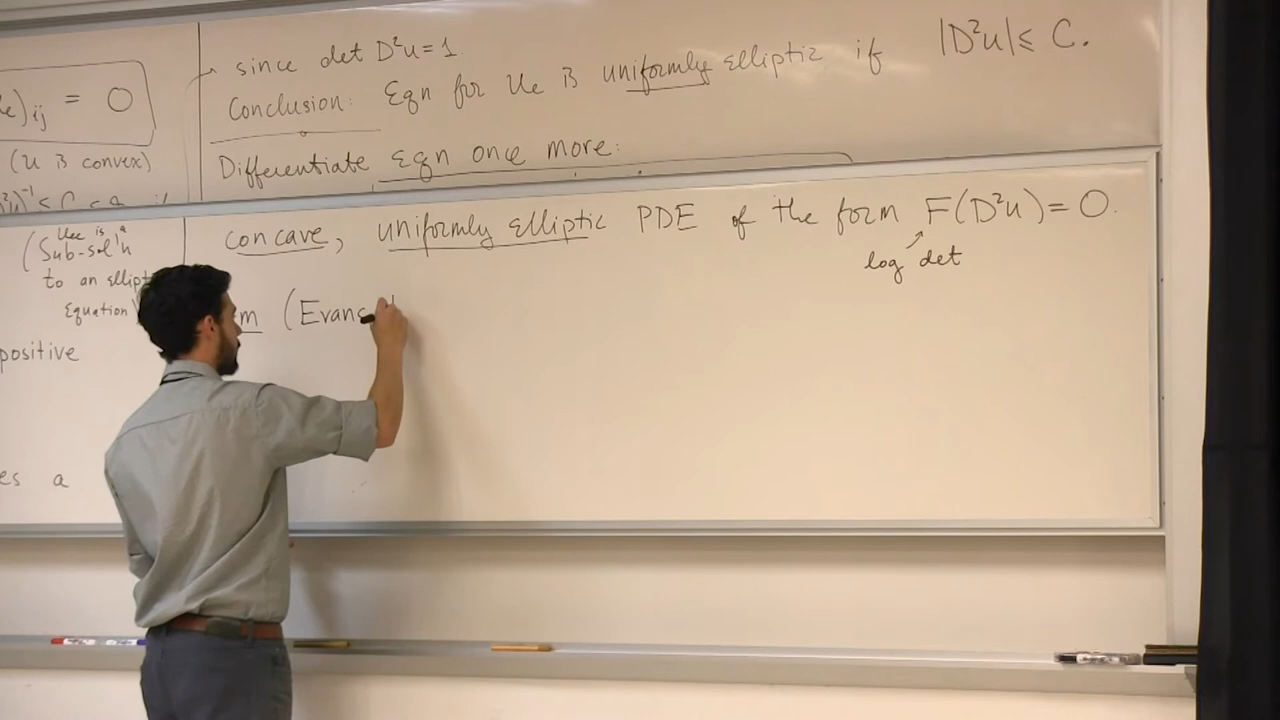 )ij = 0
(u is convex)
since det D²u = 1
Conclusion: Eqn for ue is uniformly elliptic if |D²u| ≤ C.
Differentiate Eqn once more:
(Uee is a
Sub-sol'n
to an ellipt
Equation
positive
es a
concave, uniformly elliptic PDE of the form F(D²u) = 0.
log det
m (Evans